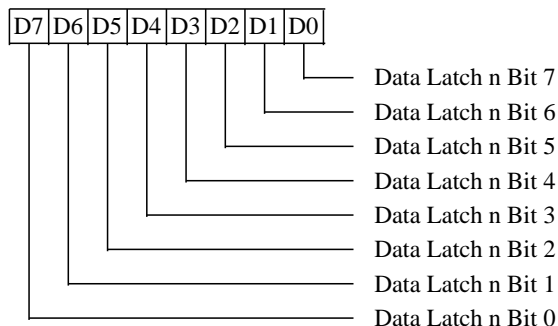 D7 D6 D5 D4 D3 D2 D1 D0
Data Latch n Bit 7
Data Latch n Bit 6
Data Latch n Bit 5
Data Latch n Bit 4
Data Latch n Bit 3
Data Latch n Bit 2
Data Latch n Bit 1
Data Latch n Bit 0